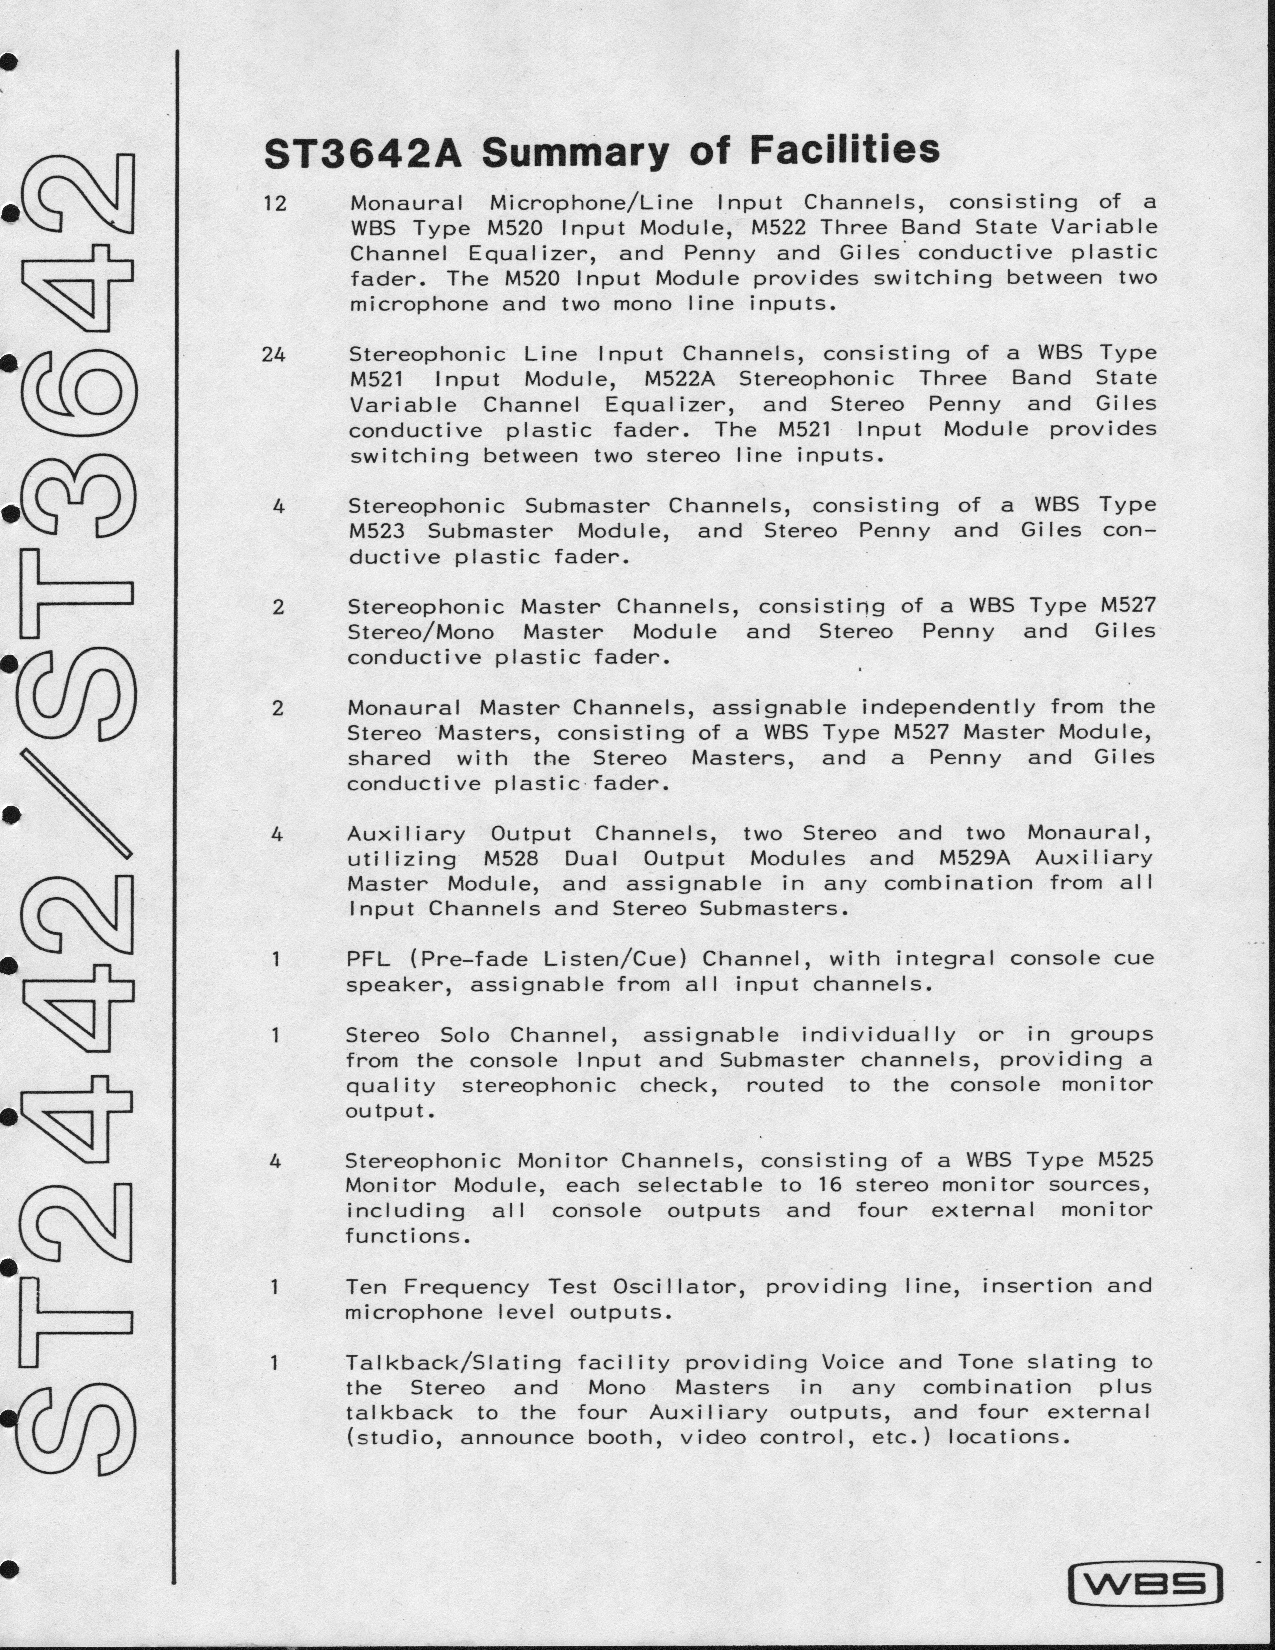 ST2442/ST3642
ST3642A Summary of Facilities
12 Monaural Microphone/Line Input Channels, consisting of a
WBS Type M520 Input Module, M522 Three Band State Variable
Channel Equalizer, and Penny and Giles conductive plastic
fader. The M520 Input Module provides switching between two
microphone and two mono line inputs.
24 Stereophonic Line Input Channels, consisting of a WBS Type
M521 Input Module, M522A Stereophonic Three Band State
Variable Channel Equalizer, and Stereo Penny and Giles
conductive plastic fader. The M521 Input Module provides
switching between two stereo line inputs.
4 Stereophonic Submaster Channels, consisting of a WBS Type
M523 Submaster Module, and Stereo Penny and Giles con-
ductive plastic fader.
2 Stereophonic Master Channels, consisting of a WBS Type M527
Stereo/Mono Master Module and Stereo Penny and Giles
conductive plastic fader.
2 Monaural Master Channels, assignable independently from the
Stereo Masters, consisting of a WBS Type M527 Master Module,
shared with the Stereo Masters, and a Penny and Giles
conductive plastic fader.
4 Auxiliary Output Channels, two Stereo and two Monaural,
utilizing M528 Dual Output Modules and M529A Auxiliary
Master Module, and assignable in any combination from all
Input Channels and Stereo Submasters.
1 PFL (Pre-fade Listen/Cue) Channel, with integral console cue
speaker, assignable from all input channels.
1 Stereo Solo Channel, assignable individually or in groups
from the console Input and Submaster channels, providing a
quality stereophonic check, routed to the console monitor
output.
4 Stereophonic Monitor Channels, consisting of a WBS Type M525
Monitor Module, each selectable to 16 stereo monitor sources,
including all console outputs and four external monitor
functions.
1 Ten Frequency Test Oscillator, providing line, insertion and
microphone level outputs.
1 Talkback/Slating facility providing Voice and Tone slating to
the Stereo and Mono Masters in any combination plus
talkback to the four Auxiliary outputs, and four external
(studio, announce booth, video control, etc.) locations.
WBS